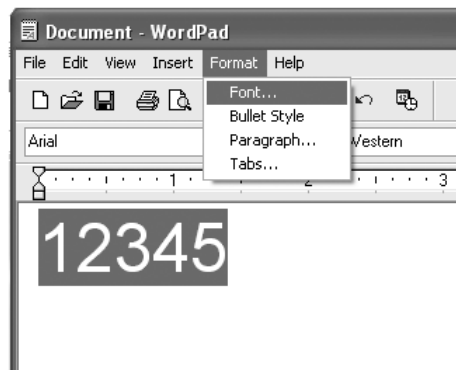 Document - WordPad
File Edit View Insert Format Help
Font...
Bullet Style
Paragraph...
Tabs...
Arial
Western
1 2 3
12345